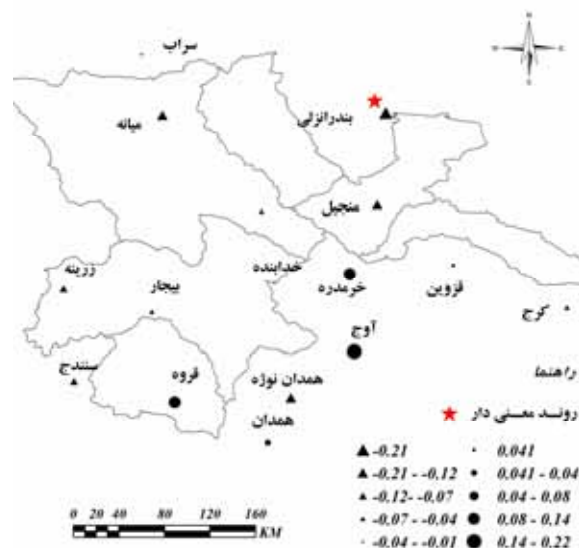 سراب
N
W E
S
میانه
بندرانزلی
منجیل
زرینه
بیجار
خدابنده
خرمدره
قزوین
کرج
آوج
سنندج
قروه
همدان نوژه
همدان
راهنما
روند معنی دار
-0.21
-0.21 - -0.12
-0.12 - -0.07
-0.07 - -0.04
-0.04 - -0.01
0.041
0.041 - 0.04
0.04 - 0.08
0.08 - 0.14
0.14 - 0.22
0 20 40 80 120 160
KM